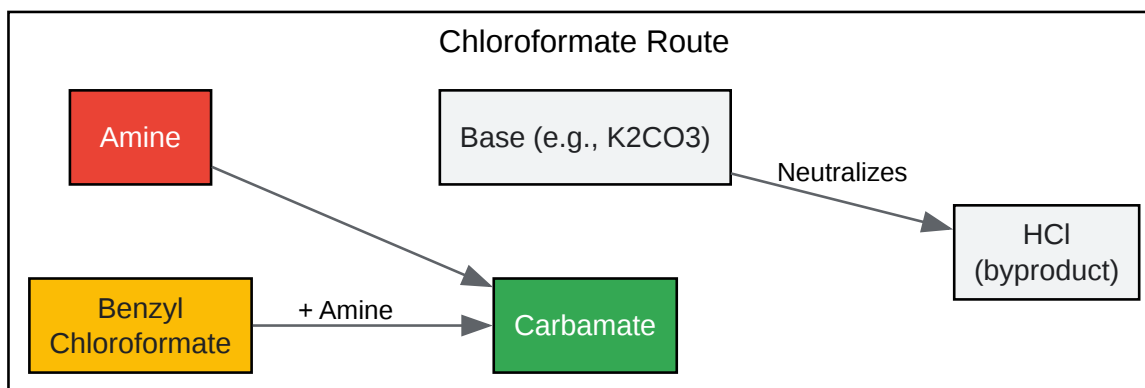 Chloroformate Route
Amine
Base (e.g., K2CO3)
Neutralizes
HCl
(byproduct)
Benzyl
Chloroformate
+ Amine
Carbamate